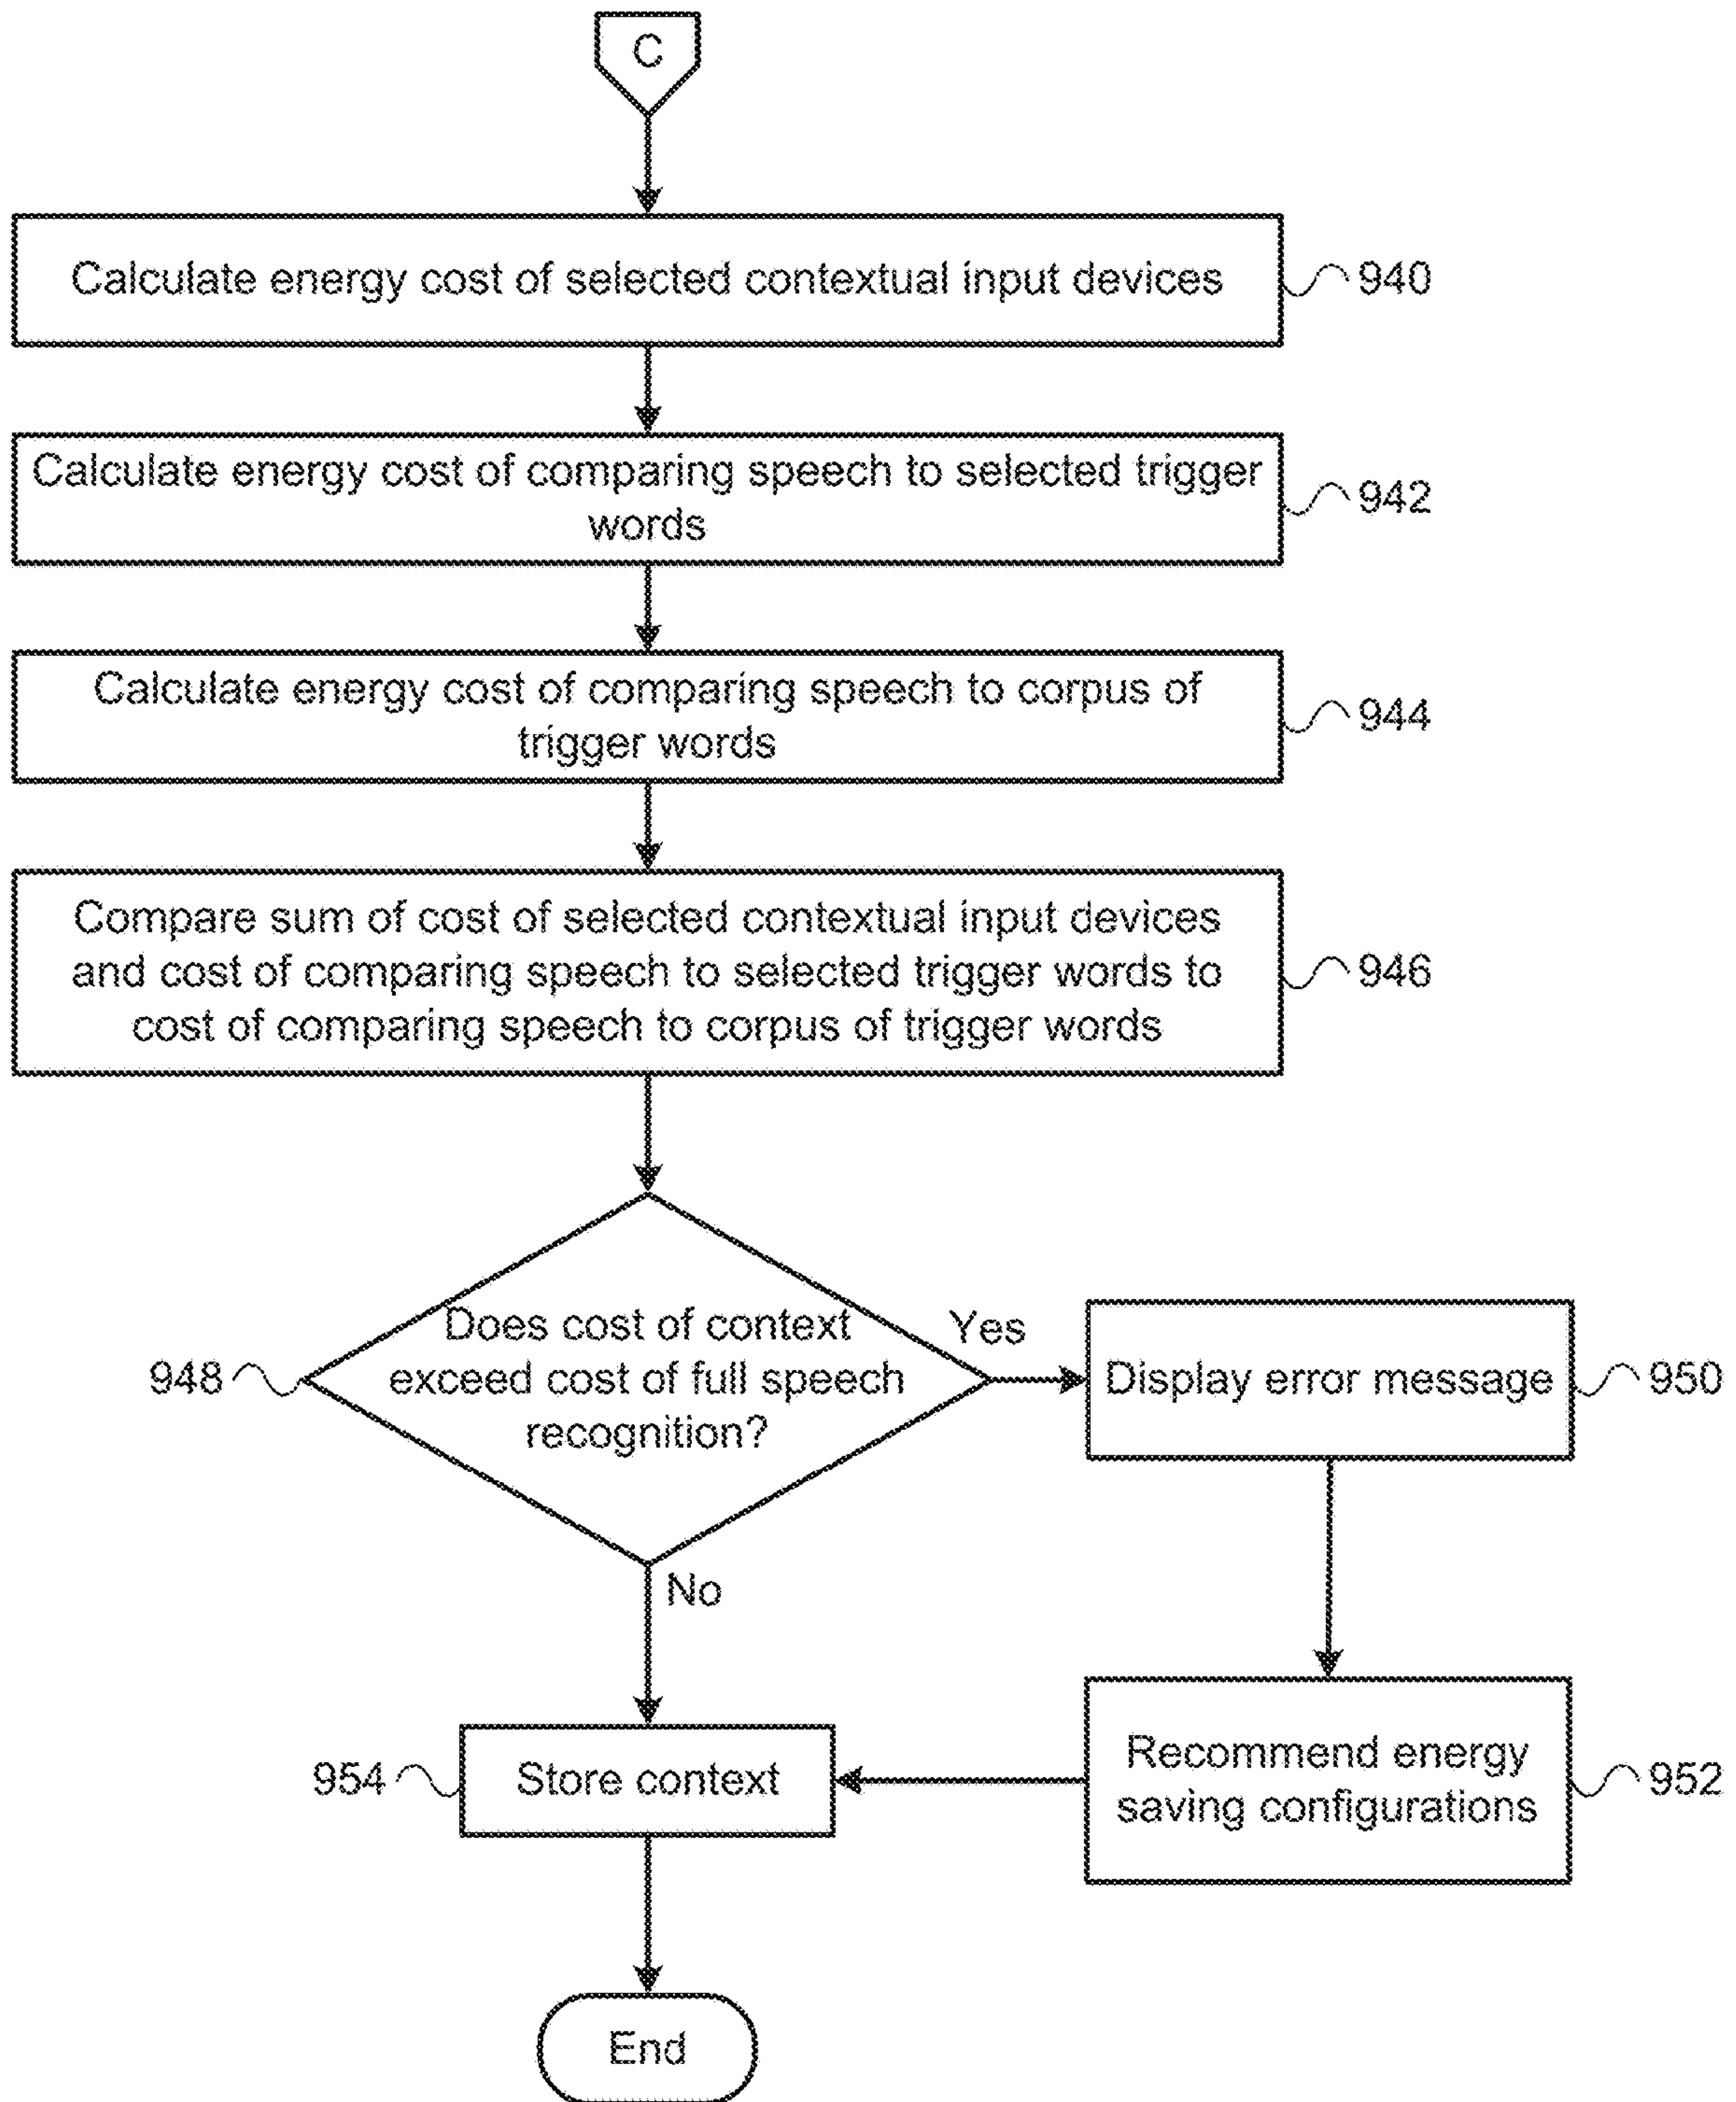 C
Calculate energy cost of selected contextual input devices
940
Calculate energy cost of comparing speech to selected trigger
words
942
Calculate energy cost of comparing speech to corpus of
trigger words
944
Compare sum of cost of selected contextual input devices
and cost of comparing speech to selected trigger words to
cost of comparing speech to corpus of trigger words
946
Does cost of context
exceed cost of full speech
recognition?
948
Yes
Display error message
950
No
Recommend energy
saving configurations
952
Store context
954
End